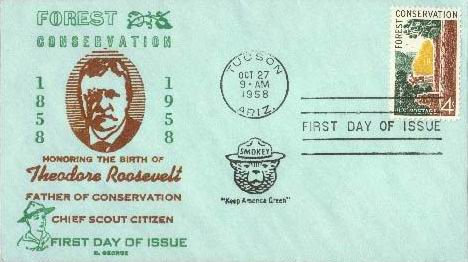 FOREST
CONSERVATION
1858
1958
HONORING THE BIRTH OF
Theodore Roosevelt
FATHER OF CONSERVATION
CHIEF SCOUT CITIZEN
FIRST DAY OF ISSUE
E. GEORGE
TUCSON
OCT 27
9-AM
1958
ARIZ.
SMOKEY
"Keep America Green"
FOREST CONSERVATION
U.S. POSTAGE
4¢
FIRST DAY OF ISSUE